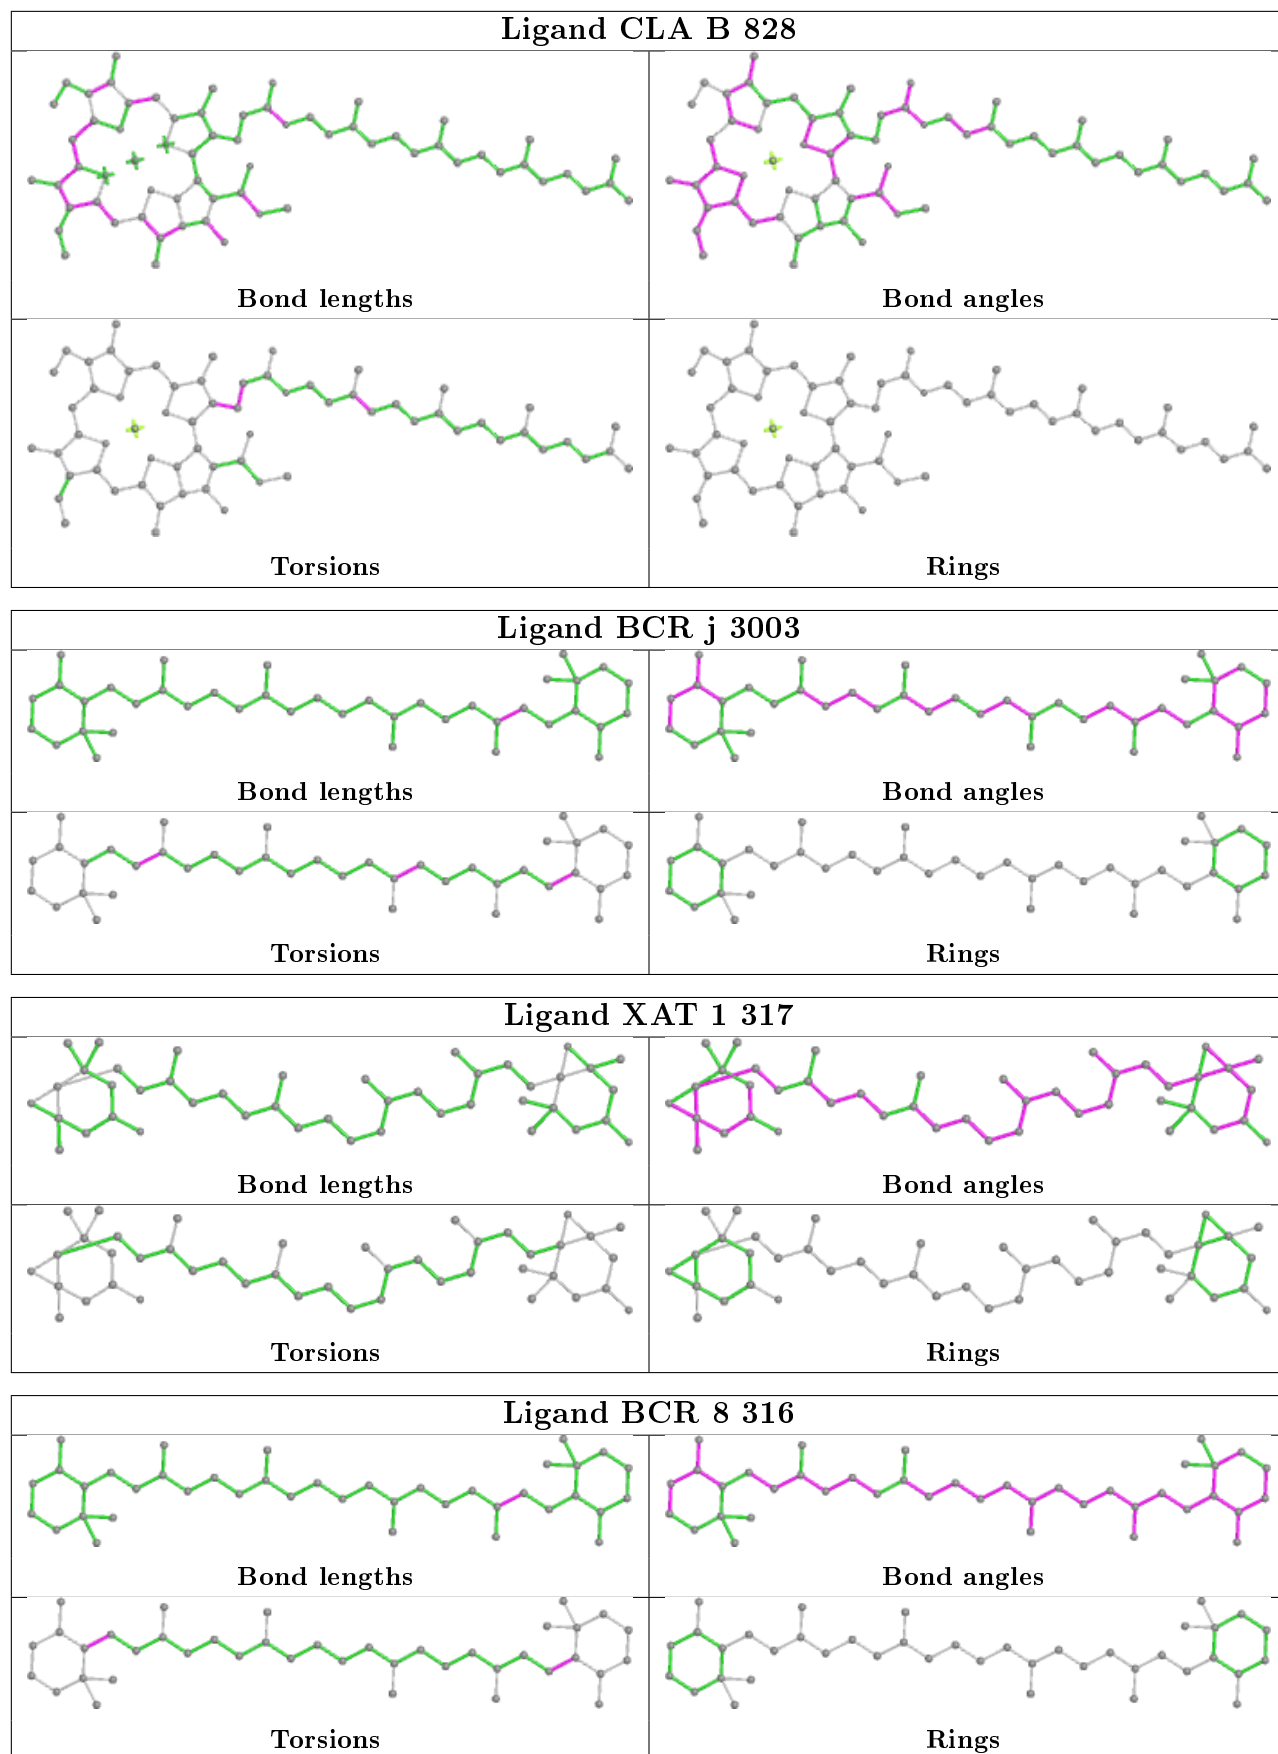 Ligand CLA B 828
Bond lengths
Bond angles
Torsions
Rings
Ligand BCR j 3003
Bond lengths
Bond angles
Torsions
Rings
Ligand XAT 1 317
Bond lengths
Bond angles
Torsions
Rings
Ligand BCR 8 316
Bond lengths
Bond angles
Torsions
Rings